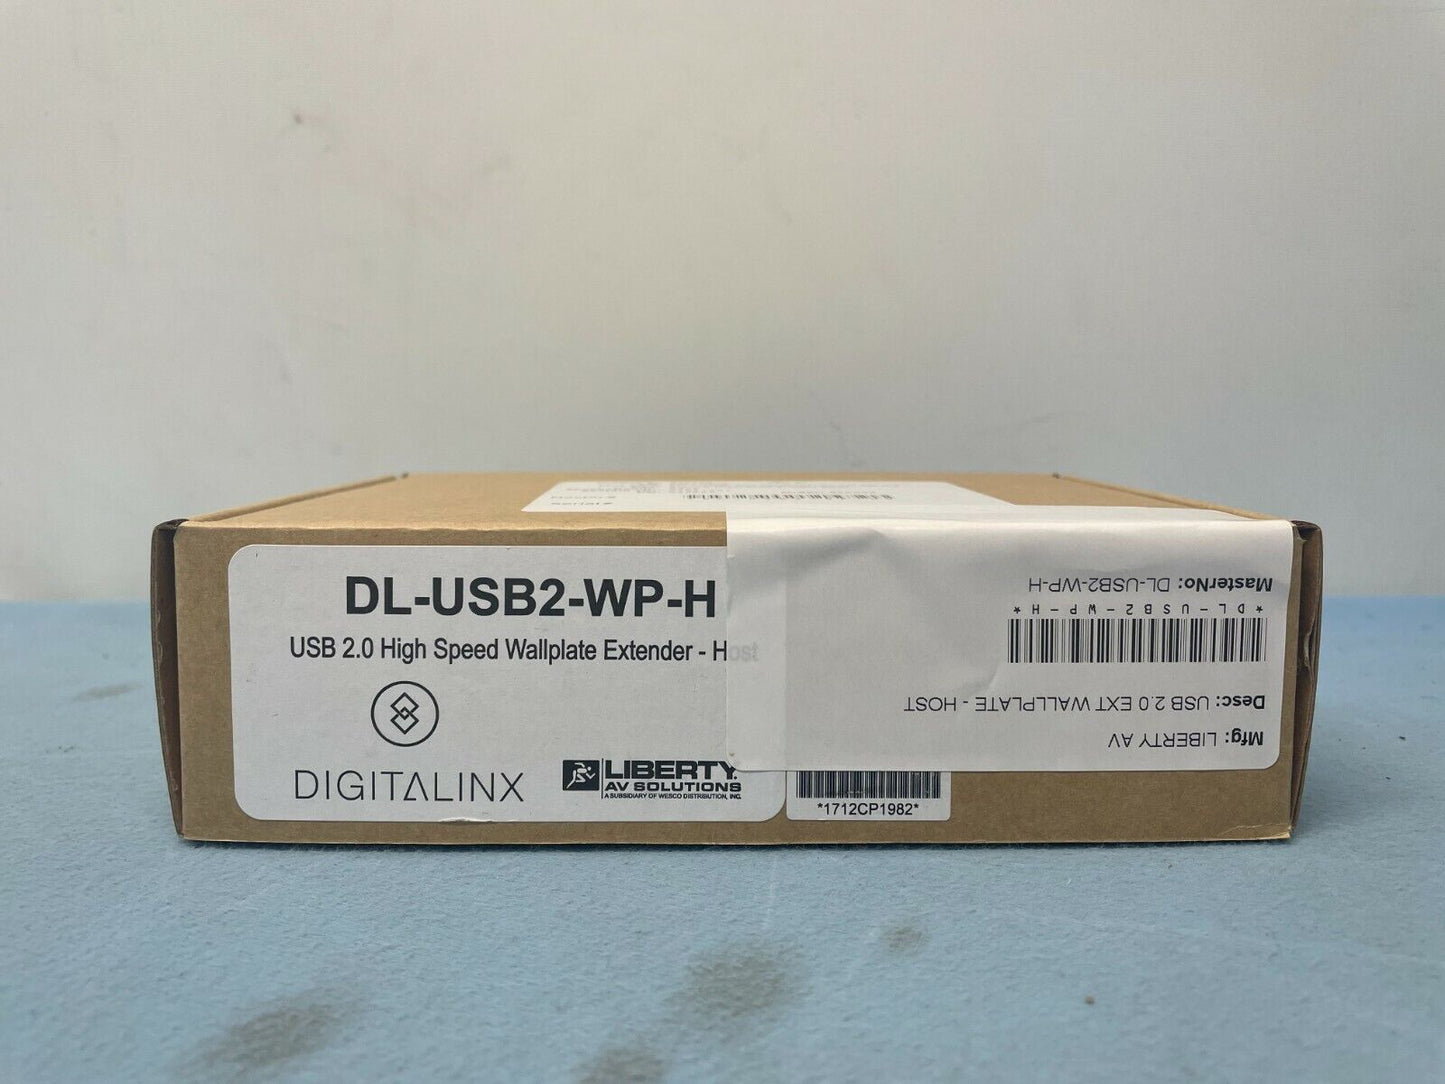 DL-USB2-WP-H
USB 2.0 High Speed Wallplate Extender - Host
DIGITALINX
LIBERTY
AV SOLUTIONS
A SUBSIDIARY OF WESCO DISTRIBUTION, INC.
*1712CP1982*
Mfg: LIBERTY AV
Desc: USB 2.0 EXT WALLPLATE - HOST
*DL-USB2-WP-H*
MasterNo: DL-USB2-WP-H